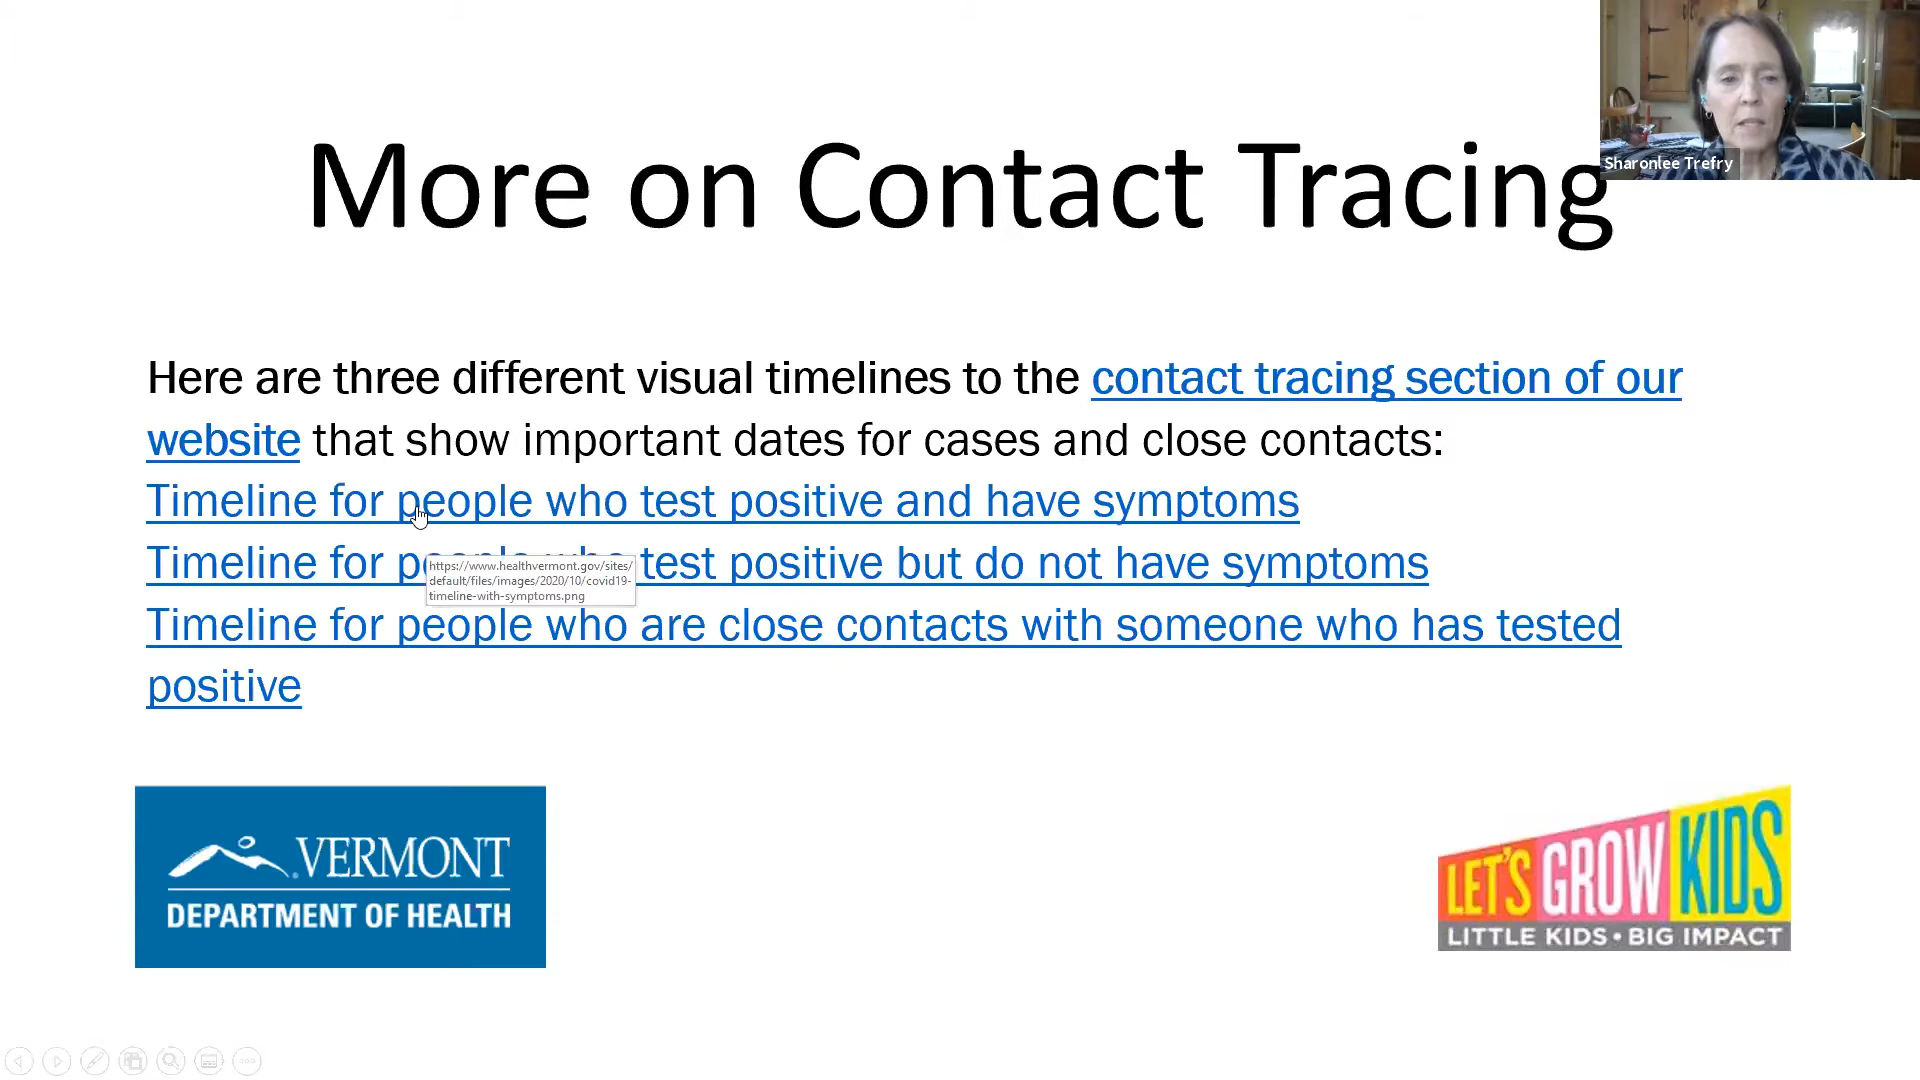 Sharonlee Trefry
More on Contact Tracing
Here are three different visual timelines to the contact tracing section of our
website that show important dates for cases and close contacts:
Timeline for people who test positive and have symptoms
Timeline for people who test positive but do not have symptoms
https://www.healthvermont.gov/sites/
default/files/images/2020/10/covid19-
timeline-with-symptoms.png
Timeline for people who are close contacts with someone who has tested
positive
VERMONT
DEPARTMENT OF HEALTH
LET'S GROW KIDS
LITTLE KIDS • BIG IMPACT